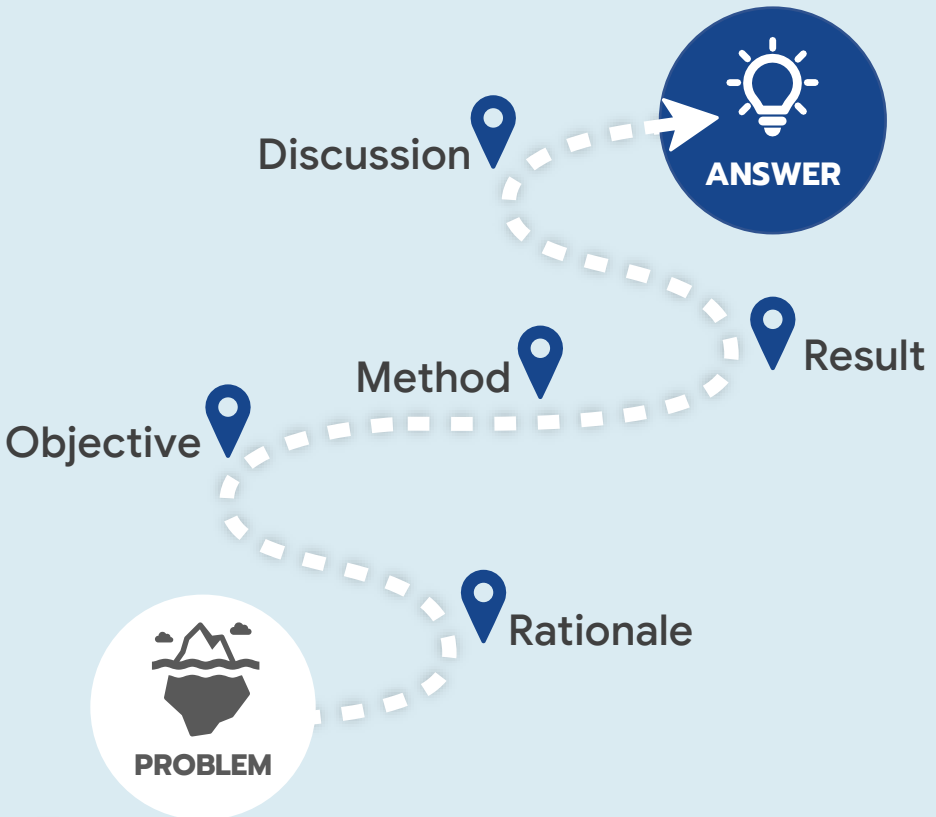 Discussion
ANSWER
Result
Method
Objective
Rationale
PROBLEM